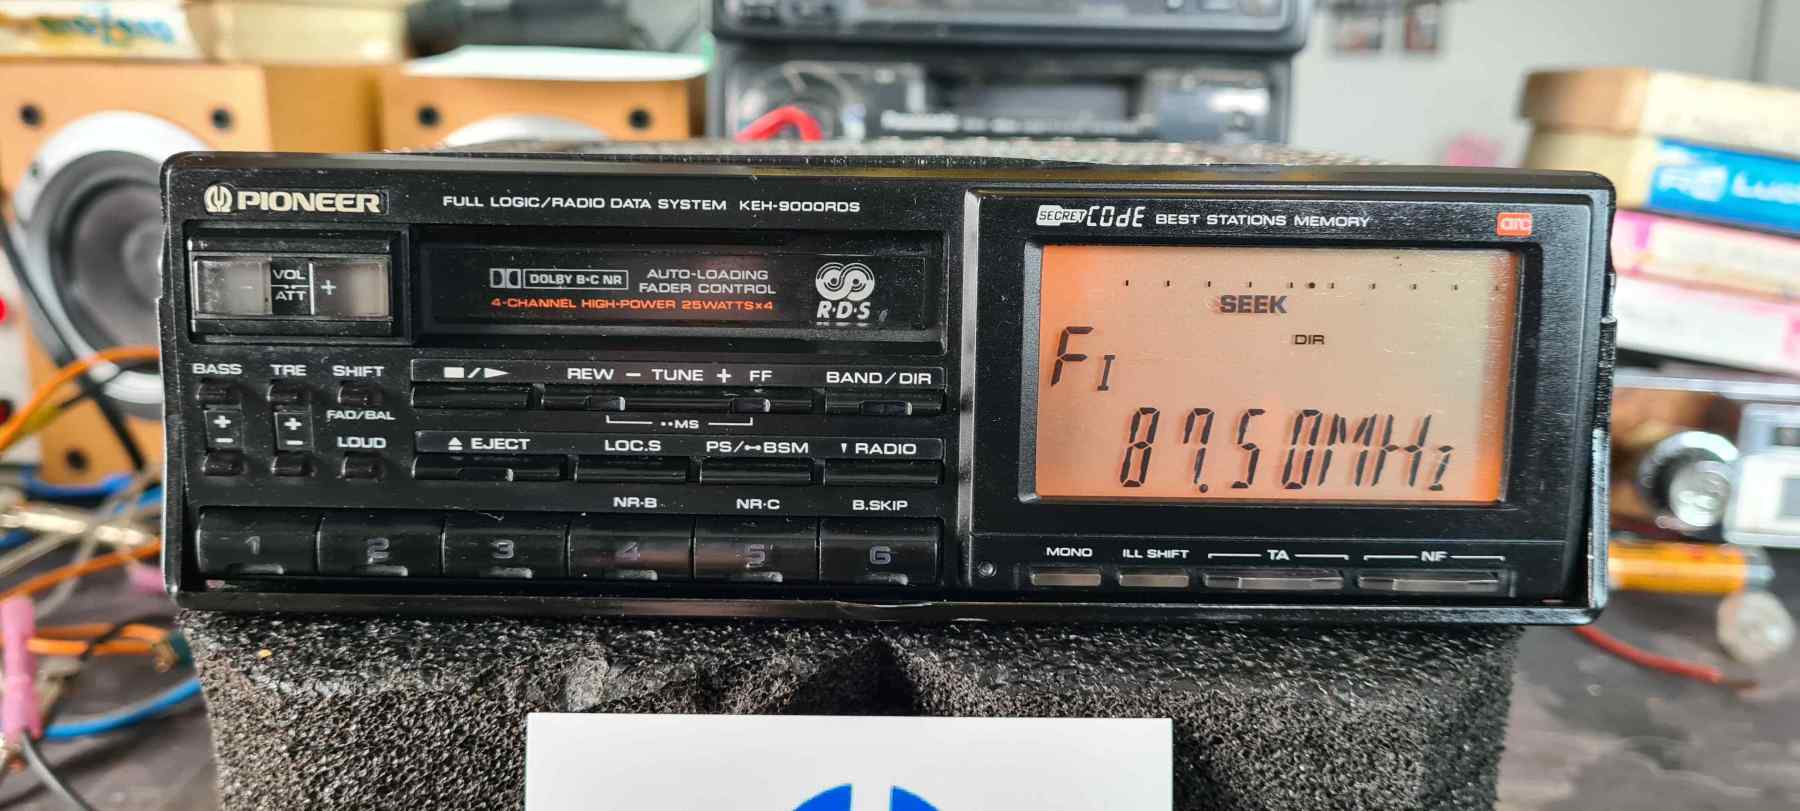 Panasonic
PIONEER
FULL LOGIC/RADIO DATA SYSTEM KEH-9000RDS
SECRET COdE BEST STATIONS MEMORY
arc
- VOL ATT +
DOLBY B·C NR
AUTO-LOADING
FADER CONTROL
4-CHANNEL HIGH-POWER 25WATTS×4
R·D·S
SEEK
DIR
F I
87.50MHz
BASS TRE SHIFT
FAD/BAL
+ - + -
LOUD
■/▶ REW - TUNE + FF BAND/DIR
··MS
▲ EJECT LOC.S PS/↔BSM ▼ RADIO
NR·B NR·C B.SKIP
1 2 3 4 5 6
MONO ILL SHIFT TA NF